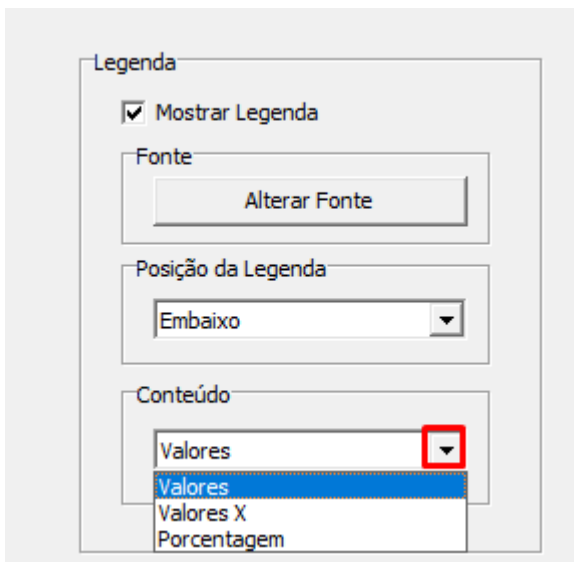 Legenda
Mostrar Legenda
Fonte
Alterar Fonte
Posição da Legenda
Embaixo
Conteúdo
Valores
Valores
Valores X
Porcentagem